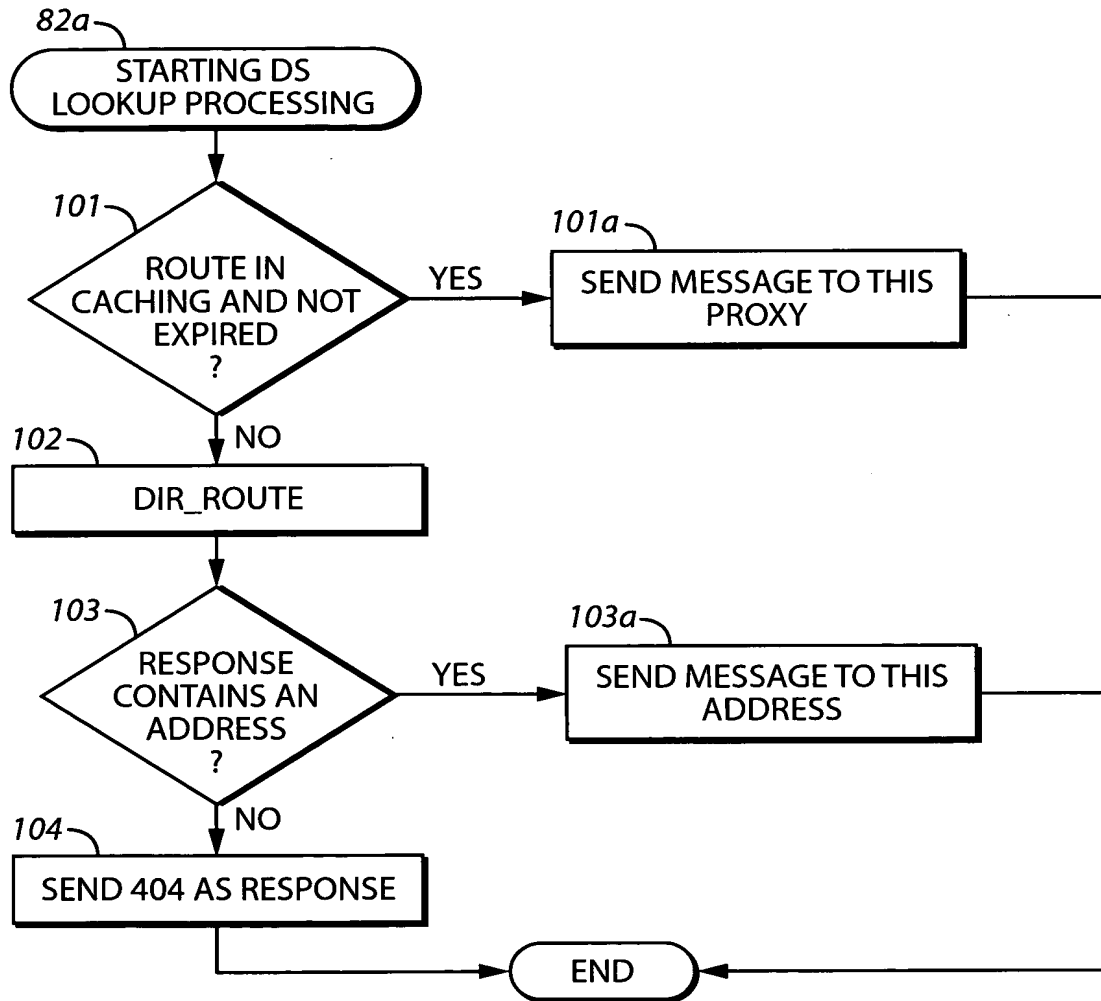 82a
STARTING DS
LOOKUP PROCESSING
101
ROUTE IN
CACHING AND NOT
EXPIRED
?
YES
101a
SEND MESSAGE TO THIS
PROXY
NO
102
DIR_ROUTE
103
RESPONSE
CONTAINS AN
ADDRESS
?
YES
103a
SEND MESSAGE TO THIS
ADDRESS
NO
104
SEND 404 AS RESPONSE
END